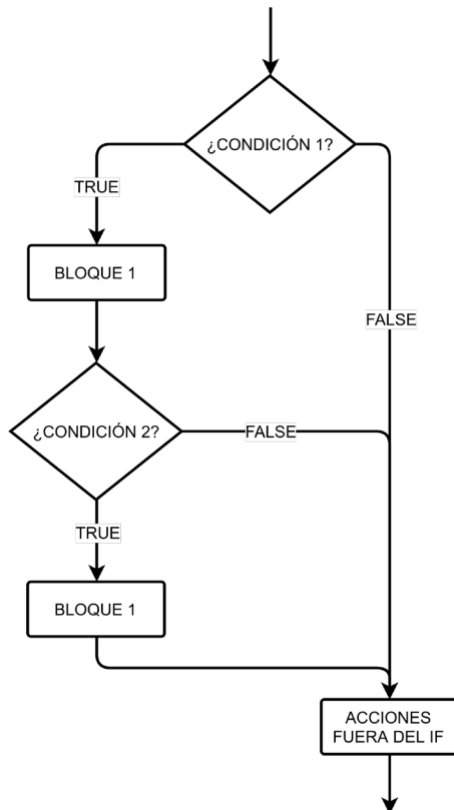 ¿CONDICIÓN 1?
TRUE
BLOQUE 1
FALSE
¿CONDICIÓN 2?
FALSE
TRUE
BLOQUE 1
ACCIONES
FUERA DEL IF